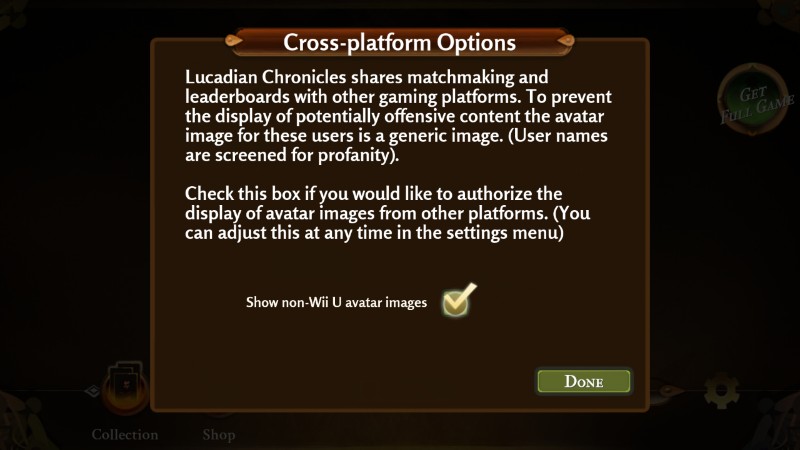 Cross-platform Options
Lucadian Chronicles shares matchmaking and
leaderboards with other gaming platforms. To prevent
the display of potentially offensive content the avatar
image for these users is a generic image. (User names
are screened for profanity).
Check this box if you would like to authorize the
display of avatar images from other platforms. (You
can adjust this at any time in the settings menu)
Show non-Wii U avatar images
Done
Get
Full Game
Collection
Shop